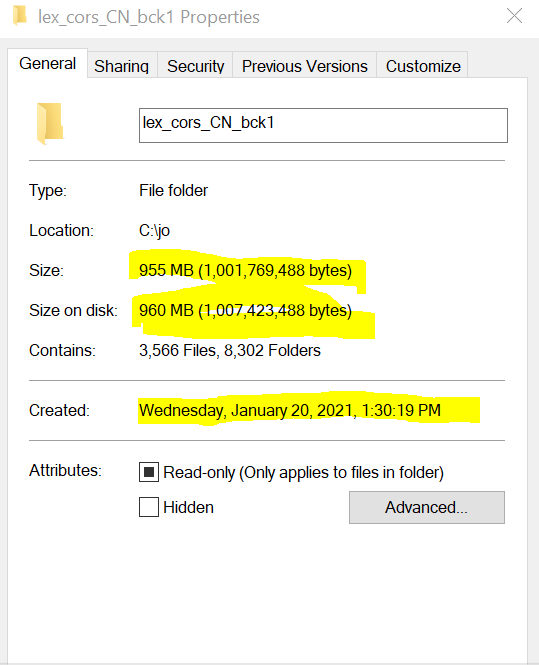 lex_cors_CN_bck1 Properties
General Sharing Security Previous Versions Customize
lex_cors_CN_bck1
Type: File folder
Location: C:\jo
Size: 955 MB (1,001,769,488 bytes)
Size on disk: 960 MB (1,007,423,488 bytes)
Contains: 3,566 Files, 8,302 Folders
Created: Wednesday, January 20, 2021, 1:30:19 PM
Attributes: Read-only (Only applies to files in folder)
Hidden Advanced...